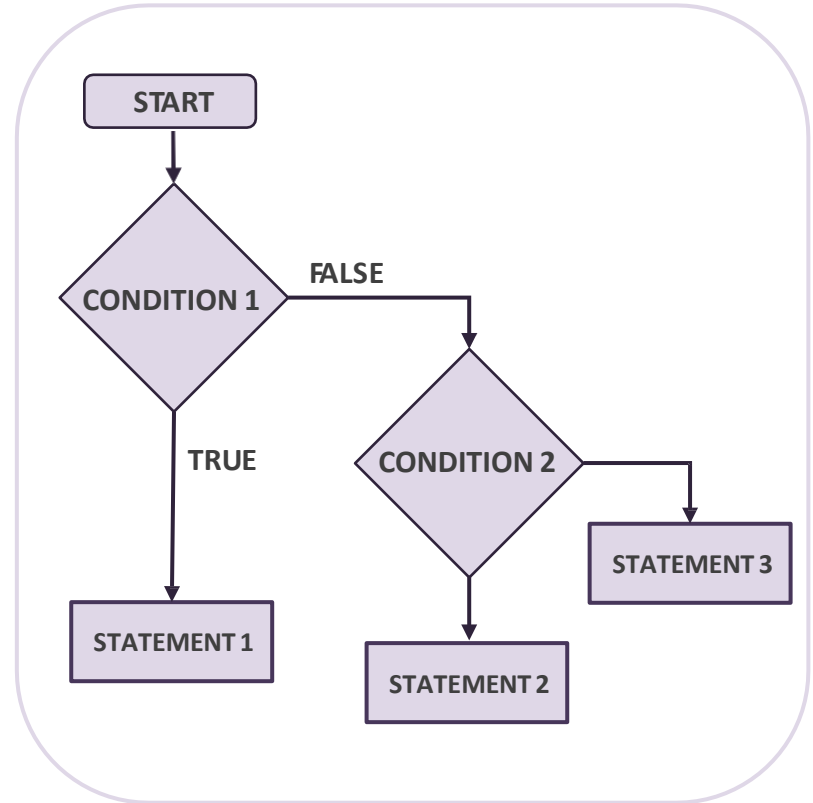 START
CONDITION 1
FALSE
TRUE
CONDITION 2
STATEMENT 1
STATEMENT 2
STATEMENT 3